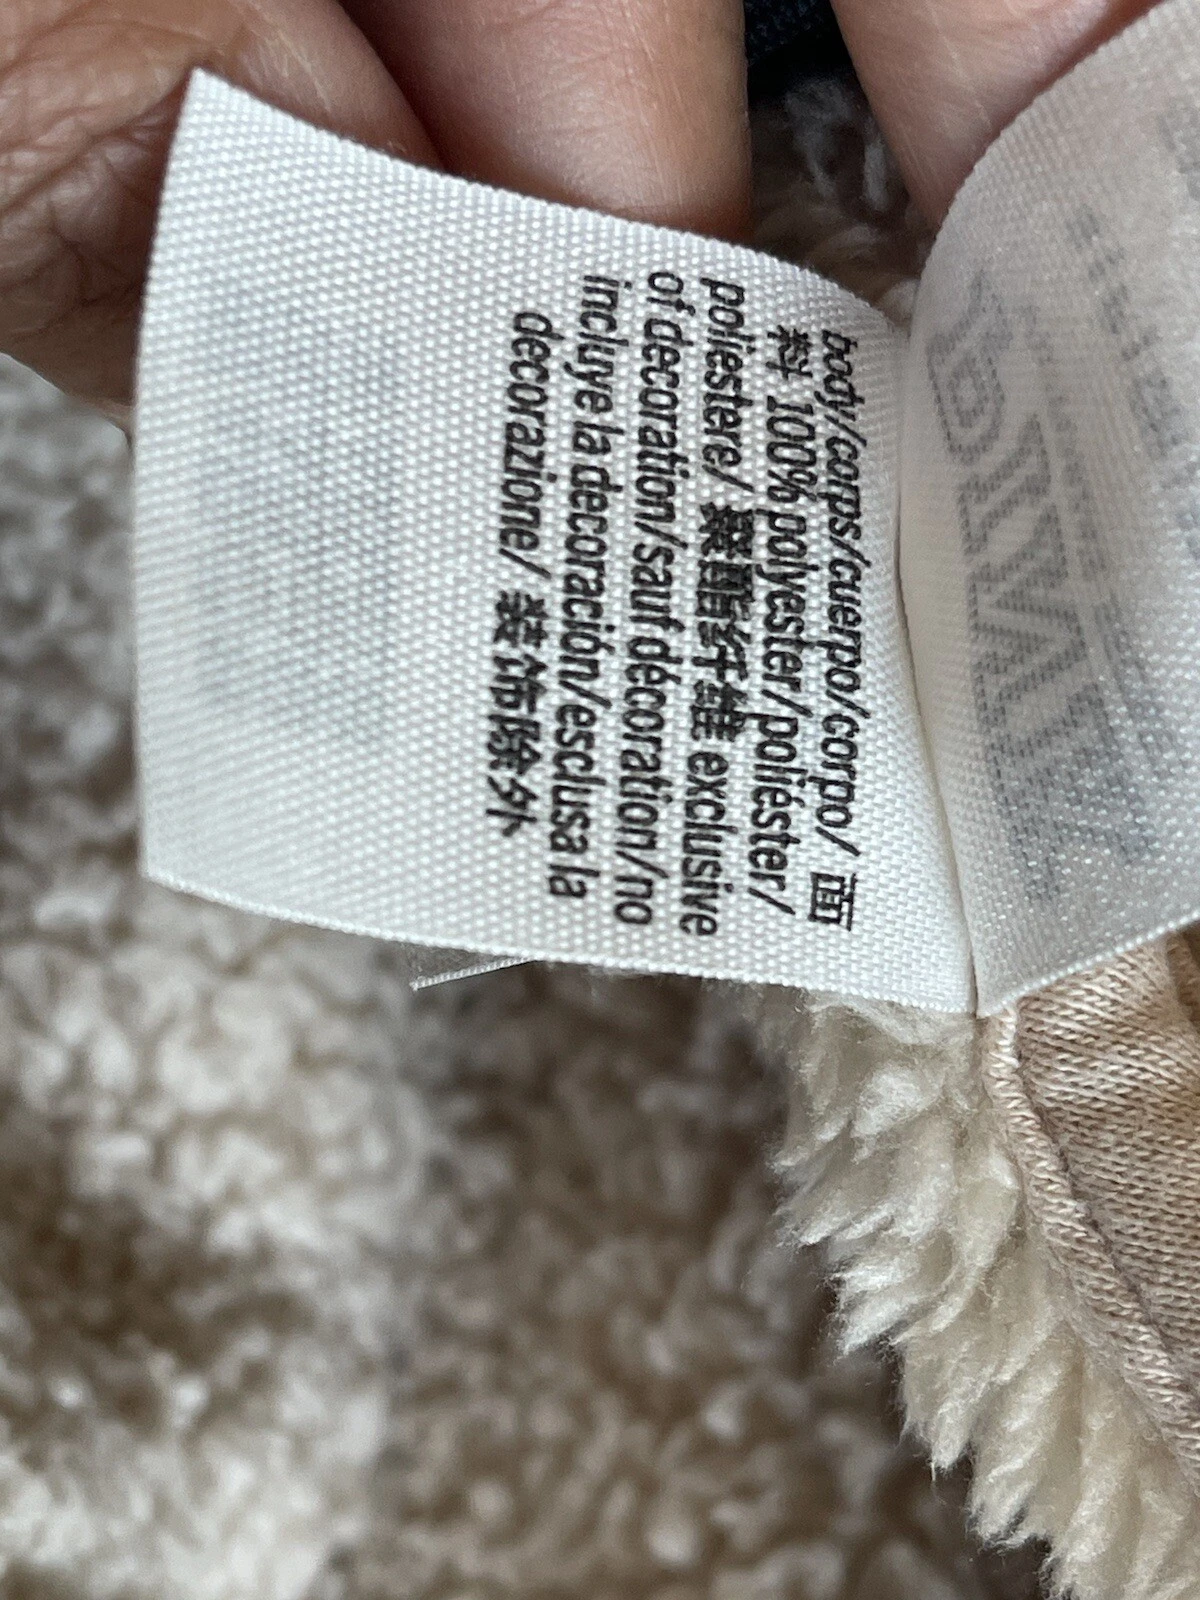 body/corps/cuerpo/corpo/ 面
料 100% polyester/poliéster/
poliestere/ 聚酯纤维 exclusive
of decoration/sauf décoration/no
incluye la decoración/esclusa la
decorazione/ 装饰除外